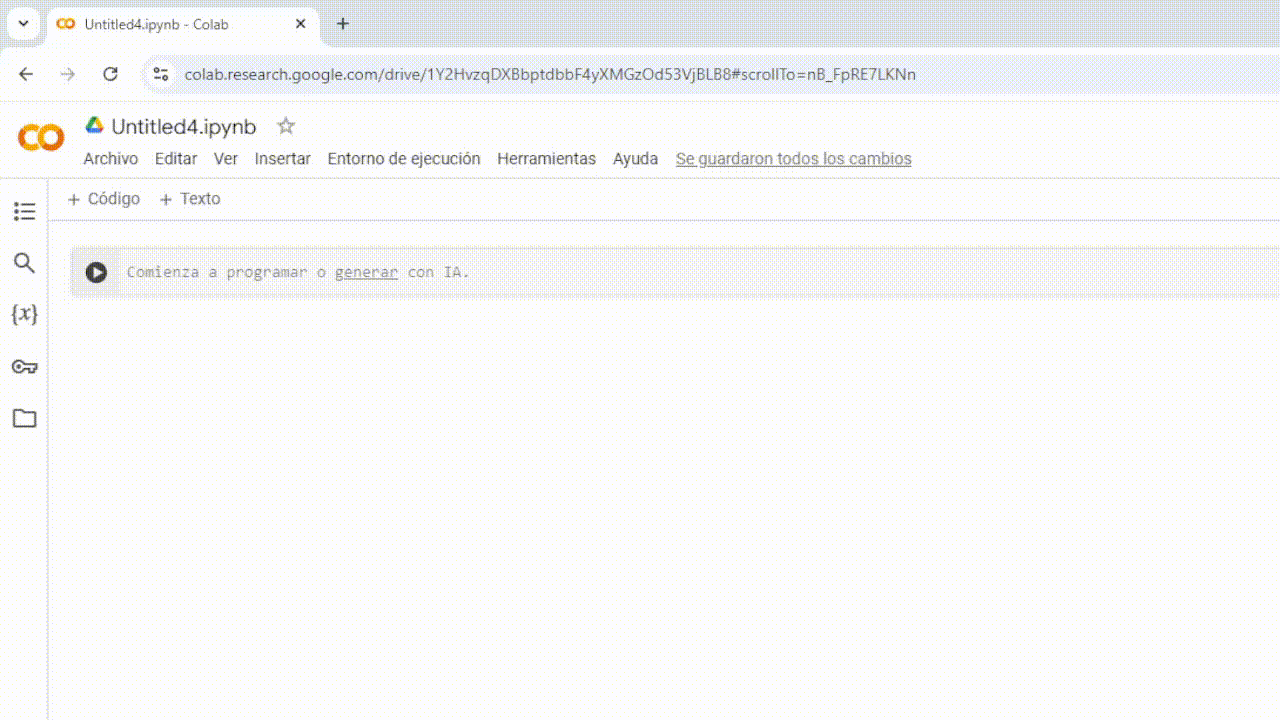 Untitled4.ipynb - Colab
colab.research.google.com/drive/1Y2HvzqDXBbptdbbF4yXMGzOd53VjBLB8#scrollTo=nB_FpRE7LKNn
CO Untitled4.ipynb
Archivo Editar Ver Insertar Entorno de ejecución Herramientas Ayuda Se guardaron todos los cambios
+ Código + Texto
{x}
Comienza a programar o generar con IA.